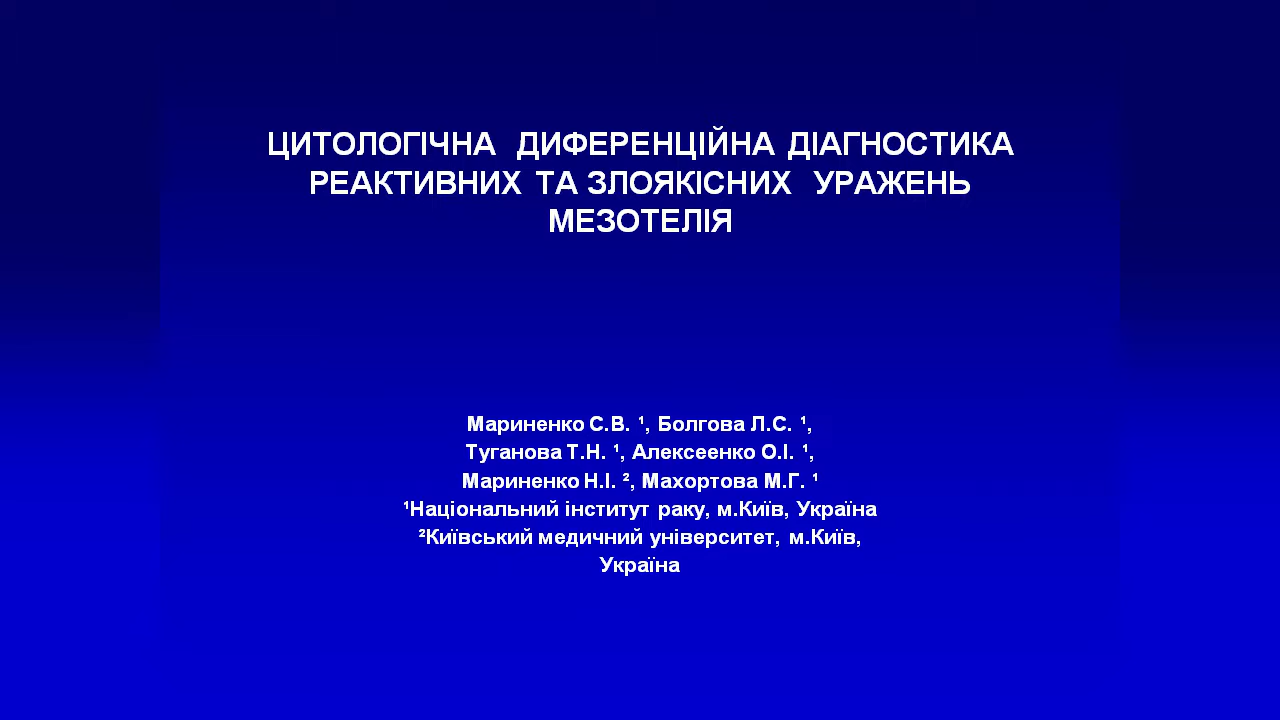 ЦИТОЛОГІЧНА ДИФЕРЕНЦІЙНА ДІАГНОСТИКА
РЕАКТИВНИХ ТА ЗЛОЯКІСНИХ УРАЖЕНЬ
МЕЗОТЕЛІЯ
Мариненко С.В. ¹, Болгова Л.С. ¹,
Туганова Т.Н. ¹, Алексеенко О.І. ¹,
Мариненко Н.І. ², Махортова М.Г. ¹
¹Національний інститут раку, м.Київ, Україна
²Київський медичний університет, м.Київ,
Україна